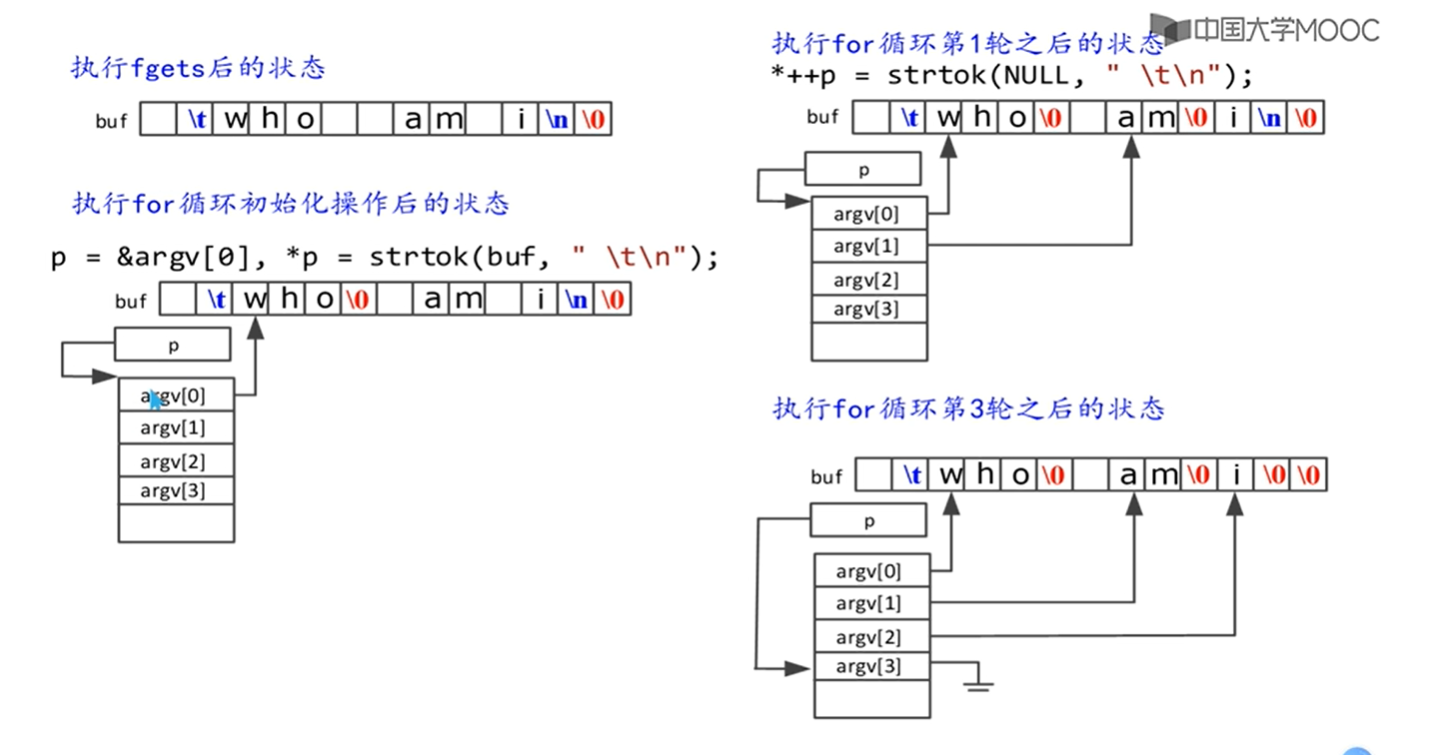 执行fgets后的状态
buf \t w h o a m i \n \0
执行for循环初始化操作后的状态
p = &argv[0], *p = strtok(buf, " \t\n");
buf \t w h o \0 a m i \n \0
p
argv[0]
argv[1]
argv[2]
argv[3]
中国大学MOOC
执行for循环第1轮之后的状态
*++p = strtok(NULL, " \t\n");
buf \t w h o \0 a m \0 i \n \0
p
argv[0]
argv[1]
argv[2]
argv[3]
执行for循环第3轮之后的状态
buf \t w h o \0 a m \0 i \0 \0
p
argv[0]
argv[1]
argv[2]
argv[3]